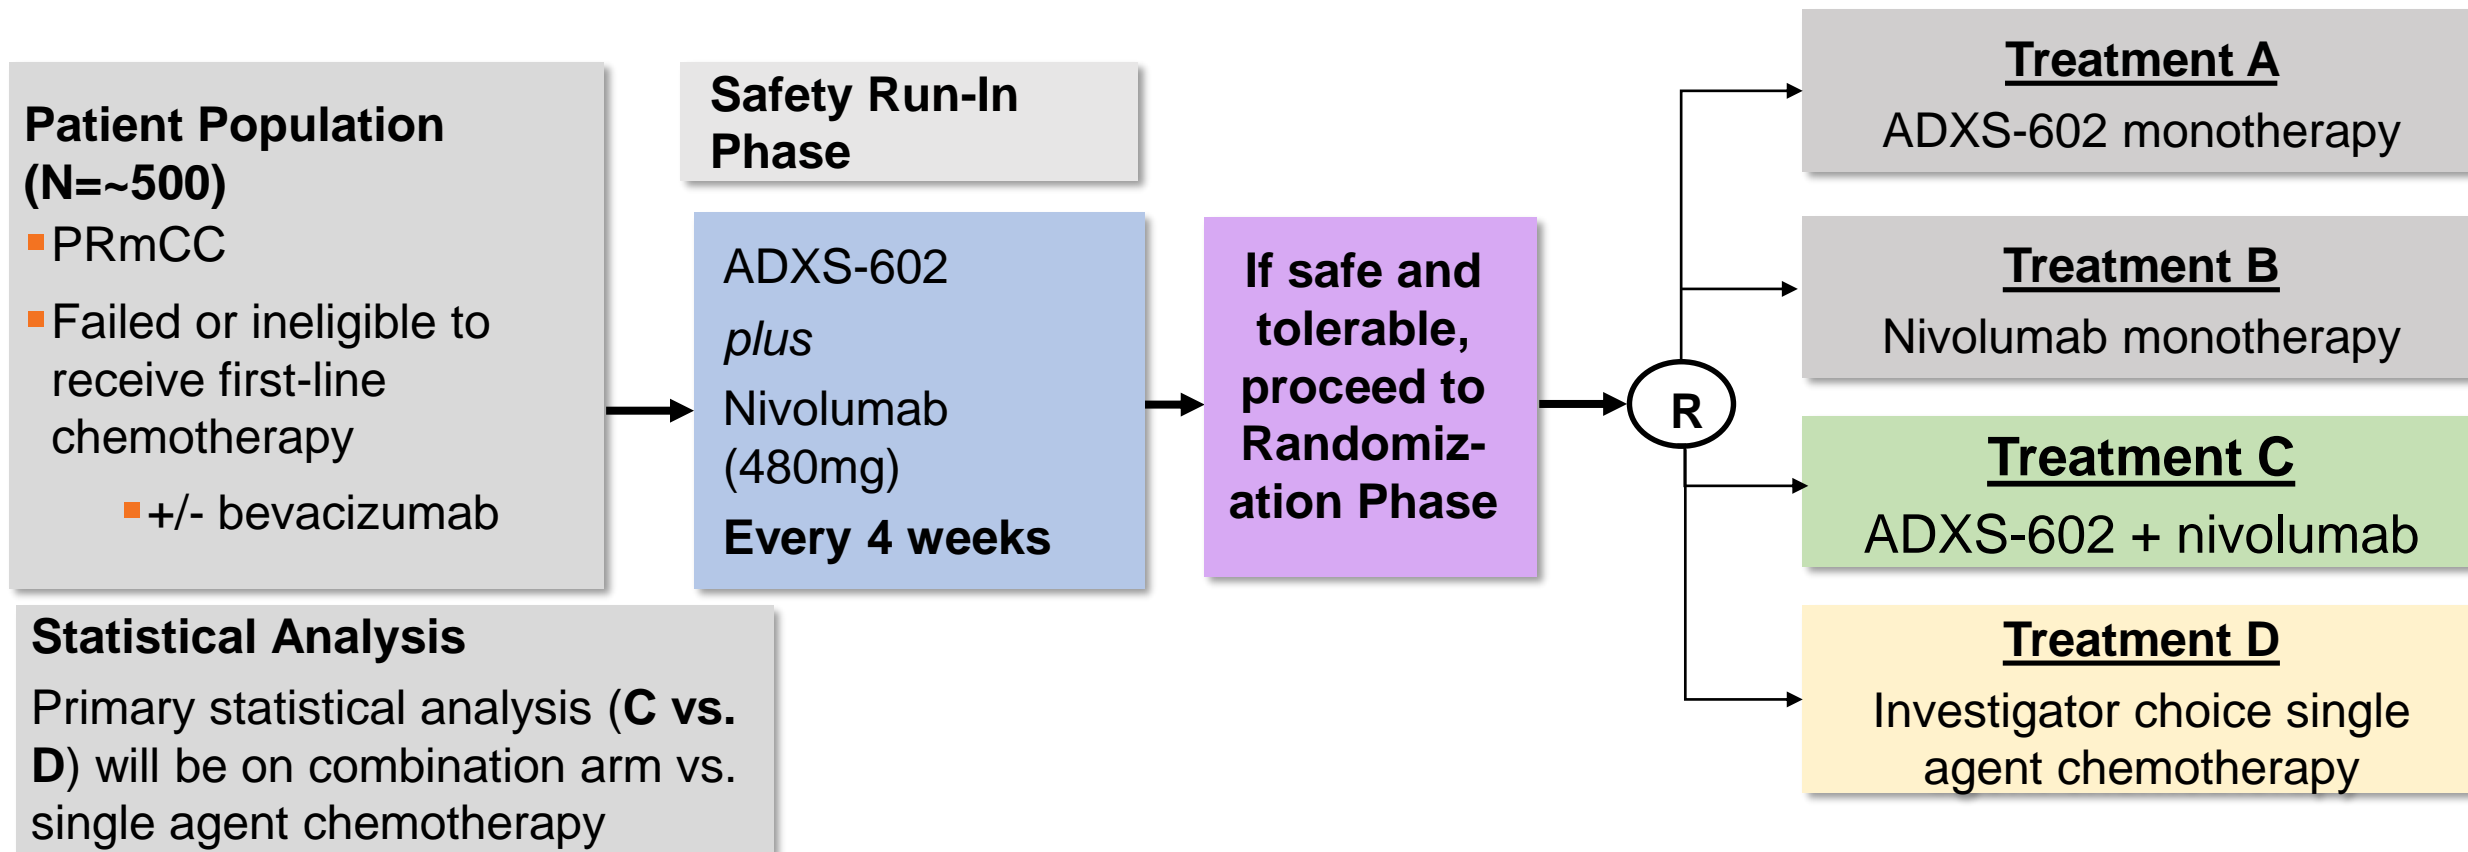 Patient Population
(N=~500)
PRmCC
Failed or ineligible to
receive first-line
chemotherapy
+/- bevacizumab
Statistical Analysis
Primary statistical analysis (C vs.
D) will be on combination arm vs.
single agent chemotherapy
Safety Run-In
Phase
ADXS-602
plus
Nivolumab
(480mg)
Every 4 weeks
If safe and
tolerable,
proceed to
Randomiz-
ation Phase
R
Treatment A
ADXS-602 monotherapy
Treatment B
Nivolumab monotherapy
Treatment C
ADXS-602 + nivolumab
Treatment D
Investigator choice single
agent chemotherapy